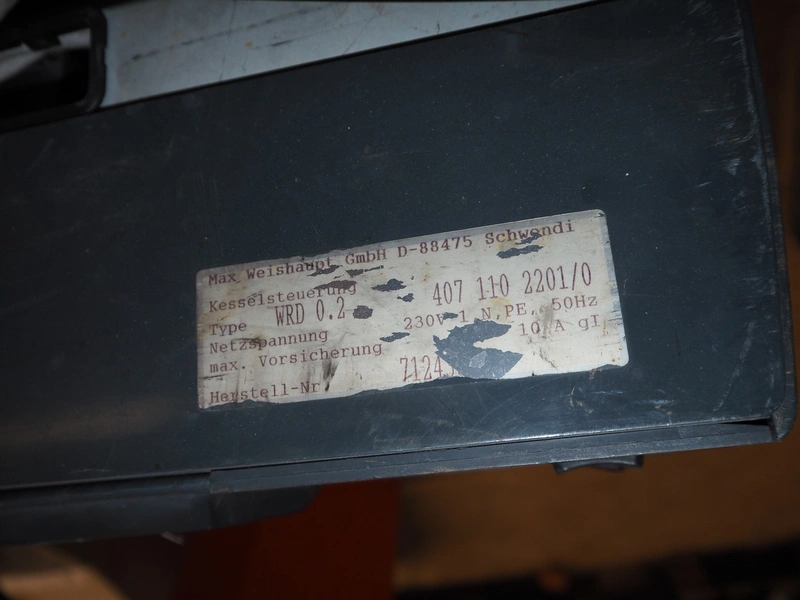 Max Weishaupt GmbH D-88475 Schwendi
Kesselsteuerung
Type WRD 0.2 407 110 2201/0
Netzspannung 230V 1 N,PE, 50Hz
max. Vorsicherung 10 A gI
Herstell-Nr 7124